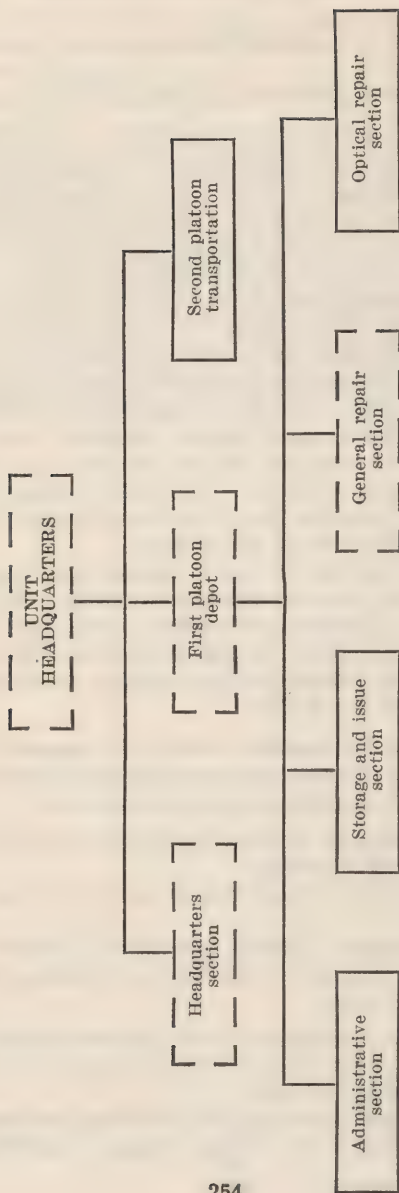 UNIT
HEADQUARTERS
Headquarters
section
First platoon
depot
Second platoon
transportation
Administrative
section
Storage and issue
section
General repair
section
Optical repair
section
254